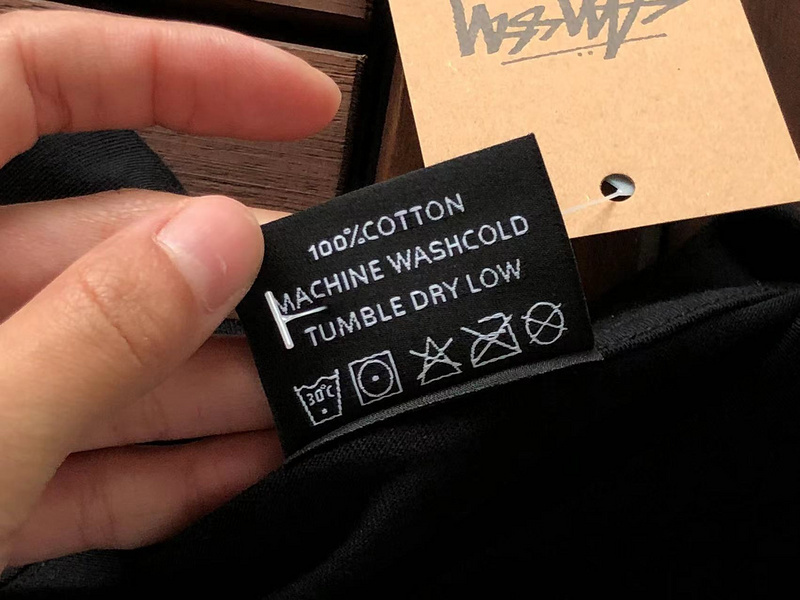 100%COTTON
MACHINE WASHCOLD
TUMBLE DRY LOW
30°C